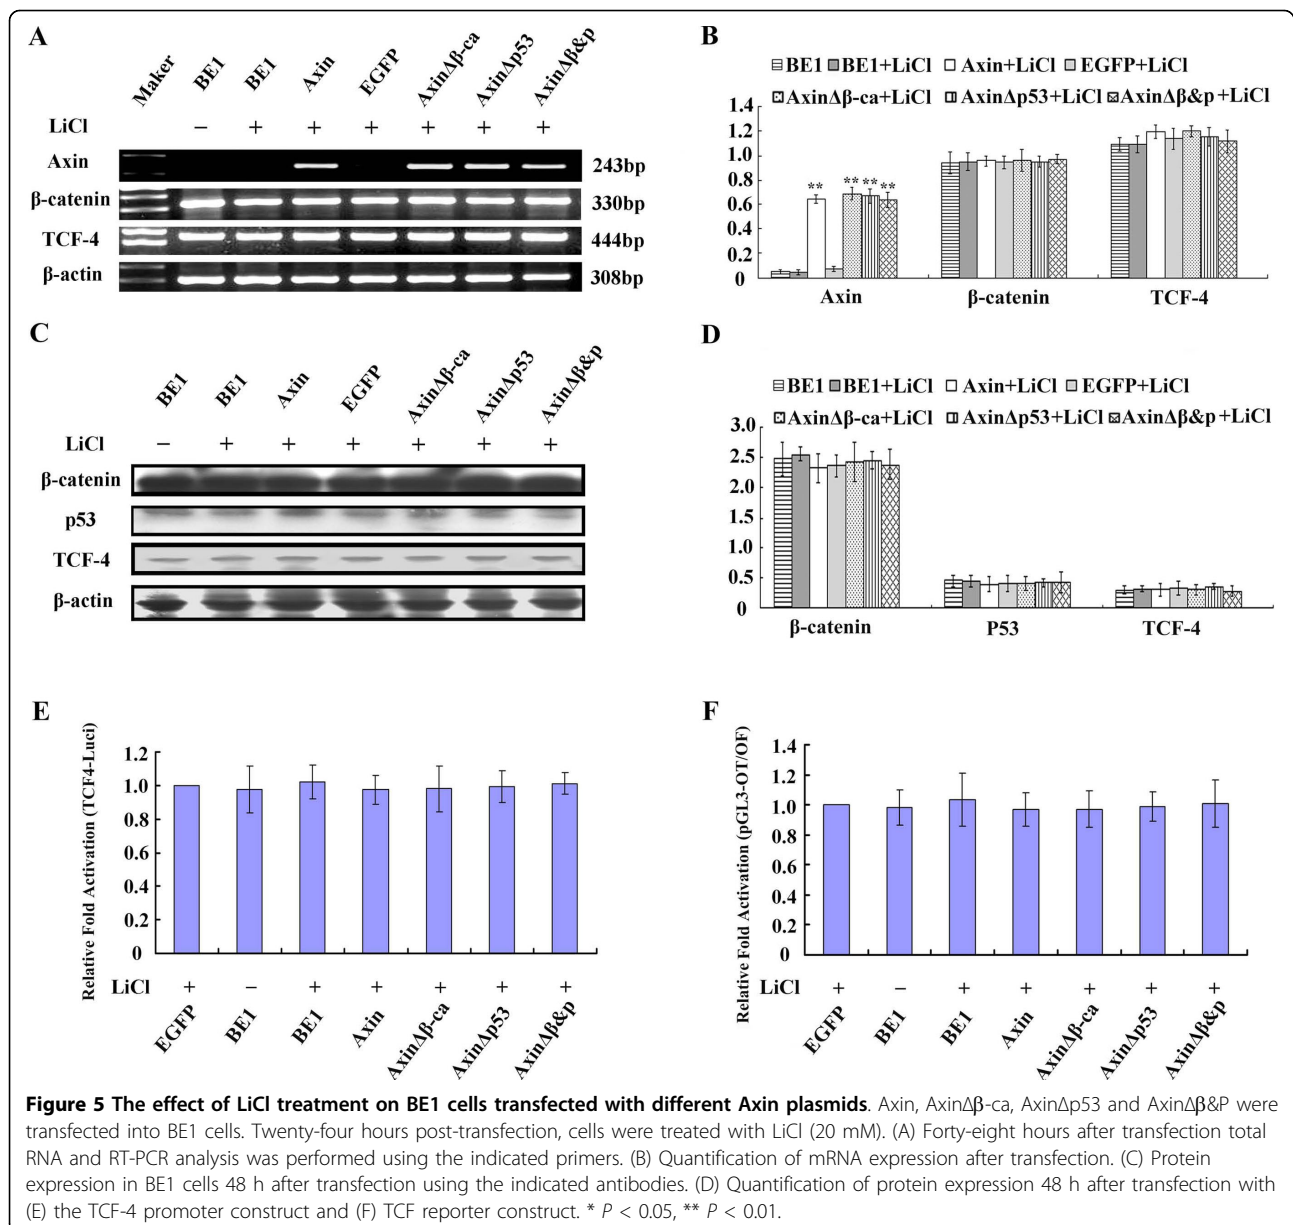 A
Maker
BE1
BE1
Axin
EGFP
AxinΔβ-ca
AxinΔp53
AxinΔβ&p
LiCl
− + + + + + +
Axin
243bp
β-catenin
330bp
TCF-4
444bp
β-actin
308bp
B
BE1 BE1+LiCl Axin+LiCl EGFP+LiCl
AxinΔβ-ca+LiCl AxinΔp53+LiCl AxinΔβ&p+LiCl
1.4
1.2
1.0
0.8
0.6
0.4
0.2
0
** ** ** **
Axin
β-catenin
TCF-4
C
BE1
BE1
Axin
EGFP
AxinΔβ-ca
AxinΔp53
AxinΔβ&p
LiCl
− + + + + + +
β-catenin
p53
TCF-4
β-actin
D
BE1 BE1+LiCl Axin+LiCl EGFP+LiCl
AxinΔβ-ca+LiCl AxinΔp53+LiCl AxinΔβ&p+LiCl
3.0
2.5
2.0
1.5
1.0
0.5
0
β-catenin
P53
TCF-4
E
Relative Fold Activation (TCF4-Luci)
1.2
1.0
0.8
0.6
0.4
0.2
0
LiCl + − + + + + +
EGFP
BE1
BE1
Axin
AxinΔβ-ca
AxinΔp53
AxinΔβ&p
F
Relative Fold Activation (pGL3-OT/OF)
1.4
1.2
1.0
0.8
0.6
0.4
0.2
0
LiCl + − + + + + +
EGFP
BE1
BE1
Axin
AxinΔβ-ca
AxinΔp53
AxinΔβ&p
Figure 5 The effect of LiCl treatment on BE1 cells transfected with different Axin plasmids. Axin, AxinΔβ-ca, AxinΔp53 and AxinΔβ&P were
transfected into BE1 cells. Twenty-four hours post-transfection, cells were treated with LiCl (20 mM). (A) Forty-eight hours after transfection total
RNA and RT-PCR analysis was performed using the indicated primers. (B) Quantification of mRNA expression after transfection. (C) Protein
expression in BE1 cells 48 h after transfection using the indicated antibodies. (D) Quantification of protein expression 48 h after transfection with
(E) the TCF-4 promoter construct and (F) TCF reporter construct. * P < 0.05, ** P < 0.01.